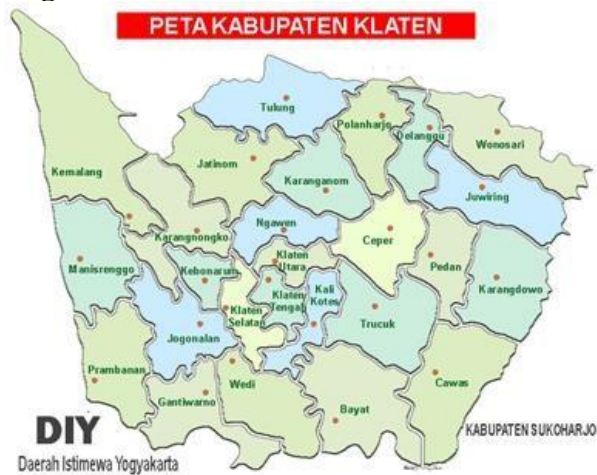 PETA KABUPATEN KLATEN
Tulung
Polanharjo
Delanggu
Wonosari
Kemalang
Jatinom
Karanganom
Juwiring
Ngawen
Karangnongko
Ceper
Klaten
Utara
Manisrenggo
Kebonarum
Pedan
Karangdowo
Klaten
Tengah
Kali
Kotes
Klaten
Selatan
Trucuk
Jogonalan
Prambanan
Wedi
Cawas
Gantiwarno
Bayat
DIY
Daerah Istimewa Yogyakarta
KABUPATEN SUKOHARJO